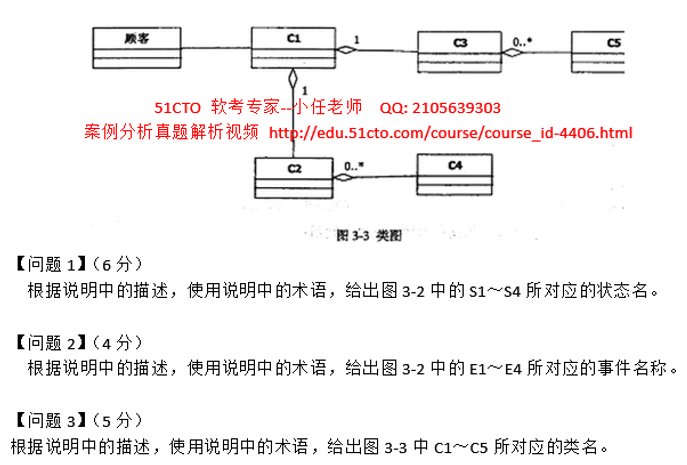 顾客 C1 1 C3 0..* C5
1
51CTO 软考专家--小任老师 QQ: 2105639303
案例分析真题解析视频 http://edu.51cto.com/course/course_id-4406.html
C2 0..* C4
图 3-3 类图
【问题 1】（6 分）
根据说明中的描述，使用说明中的术语，给出图 3-2 中的 S1～S4 所对应的状态名。
【问题 2】（4 分）
根据说明中的描述，使用说明中的术语，给出图 3-2 中的 E1～E4 所对应的事件名称。
【问题 3】（5 分）
根据说明中的描述，使用说明中的术语，给出图 3-3 中 C1～C5 所对应的类名。